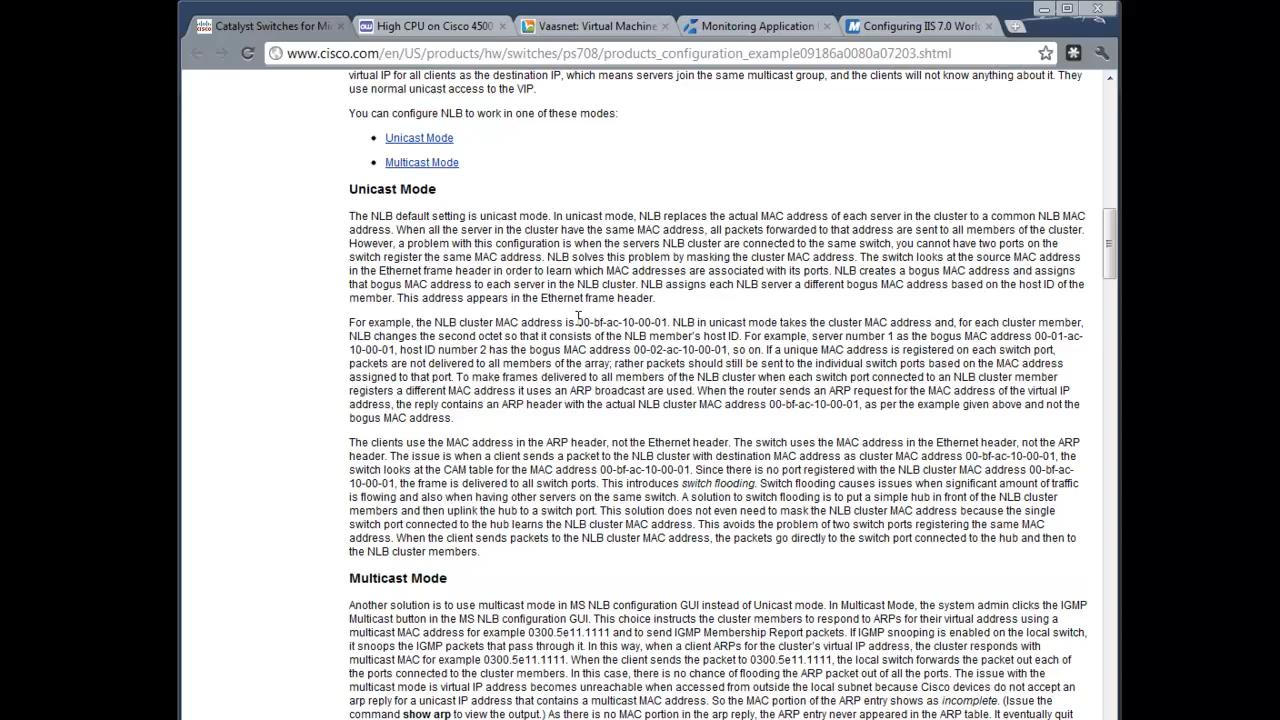 Catalyst Switches for Mi
High CPU on Cisco 4500
Vaasnet: Virtual Machine
Monitoring Application
Configuring IIS 7.0 Work
www.cisco.com/en/US/products/hw/switches/ps708/products_configuration_example09186a0080a07203.shtml
virtual IP for all clients as the destination IP, which means servers join the same multicast group, and the clients will not know anything about it. They
use normal unicast access to the VIP.
You can configure NLB to work in one of these modes:
• Unicast Mode
• Multicast Mode
Unicast Mode
The NLB default setting is unicast mode. In unicast mode, NLB replaces the actual MAC address of each server in the cluster to a common NLB MAC
address. When all the server in the cluster have the same MAC address, all packets forwarded to that address are sent to all members of the cluster.
However, a problem with this configuration is when the servers NLB cluster are connected to the same switch, you cannot have two ports on the
switch register the same MAC address. NLB solves this problem by masking the cluster MAC address. The switch looks at the source MAC address
in the Ethernet frame header in order to learn which MAC addresses are associated with its ports. NLB creates a bogus MAC address and assigns
that bogus MAC address to each server in the NLB cluster. NLB assigns each NLB server a different bogus MAC address based on the host ID of the
member. This address appears in the Ethernet frame header.
For example, the NLB cluster MAC address is 00-bf-ac-10-00-01. NLB in unicast mode takes the cluster MAC address and, for each cluster member,
NLB changes the second octet so that it consists of the NLB member's host ID. For example, server number 1 as the bogus MAC address 00-01-ac-
10-00-01, host ID number 2 has the bogus MAC address 00-02-ac-10-00-01, so on. If a unique MAC address is registered on each switch port,
packets are not delivered to all members of the array; rather packets should still be sent to the individual switch ports based on the MAC address
assigned to that port. To make frames delivered to all members of the NLB cluster when each switch port connected to an NLB cluster member
registers a different MAC address it uses an ARP broadcast are used. When the router sends an ARP request for the MAC address of the virtual IP
address, the reply contains an ARP header with the actual NLB cluster MAC address 00-bf-ac-10-00-01, as per the example given above and not the
bogus MAC address.
The clients use the MAC address in the ARP header, not the Ethernet header. The switch uses the MAC address in the Ethernet header, not the ARP
header. The issue is when a client sends a packet to the NLB cluster with destination MAC address as cluster MAC address 00-bf-ac-10-00-01, the
switch looks at the CAM table for the MAC address 00-bf-ac-10-00-01. Since there is no port registered with the NLB cluster MAC address 00-bf-ac-
10-00-01, the frame is delivered to all switch ports. This introduces switch flooding. Switch flooding causes issues when significant amount of traffic
is flowing and also when having other servers on the same switch. A solution to switch flooding is to put a simple hub in front of the NLB cluster
members and then uplink the hub to a switch port. This solution does not even need to mask the NLB cluster MAC address because the single
switch port connected to the hub learns the NLB cluster MAC address. This avoids the problem of two switch ports registering the same MAC
address. When the client sends packets to the NLB cluster MAC address, the packets go directly to the switch port connected to the hub and then to
the NLB cluster members.
Multicast Mode
Another solution is to use multicast mode in MS NLB configuration GUI instead of Unicast mode. In Multicast Mode, the system admin clicks the IGMP
Multicast button in the MS NLB configuration GUI. This choice instructs the cluster members to respond to ARPs for their virtual address using a
multicast MAC address for example 0300.5e11.1111 and to send IGMP Membership Report packets. If IGMP snooping is enabled on the local switch,
it snoops the IGMP packets that pass through it. In this way, when a client ARPs for the cluster's virtual IP address, the cluster responds with
multicast MAC for example 0300.5e11.1111. When the client sends the packet to 0300.5e11.1111, the local switch forwards the packet out each of
the ports connected to the cluster members. In this case, there is no chance of flooding the ARP packet out of all the ports. The issue with the
multicast mode is virtual IP address becomes unreachable when accessed from outside the local subnet because Cisco devices do not accept an
arp reply for a unicast IP address that contains a multicast MAC address. So the MAC portion of the ARP entry shows as incomplete. (Issue the
command show arp to view the output.) As there is no MAC portion in the arp reply, the ARP entry never appeared in the ARP table. It eventually quit